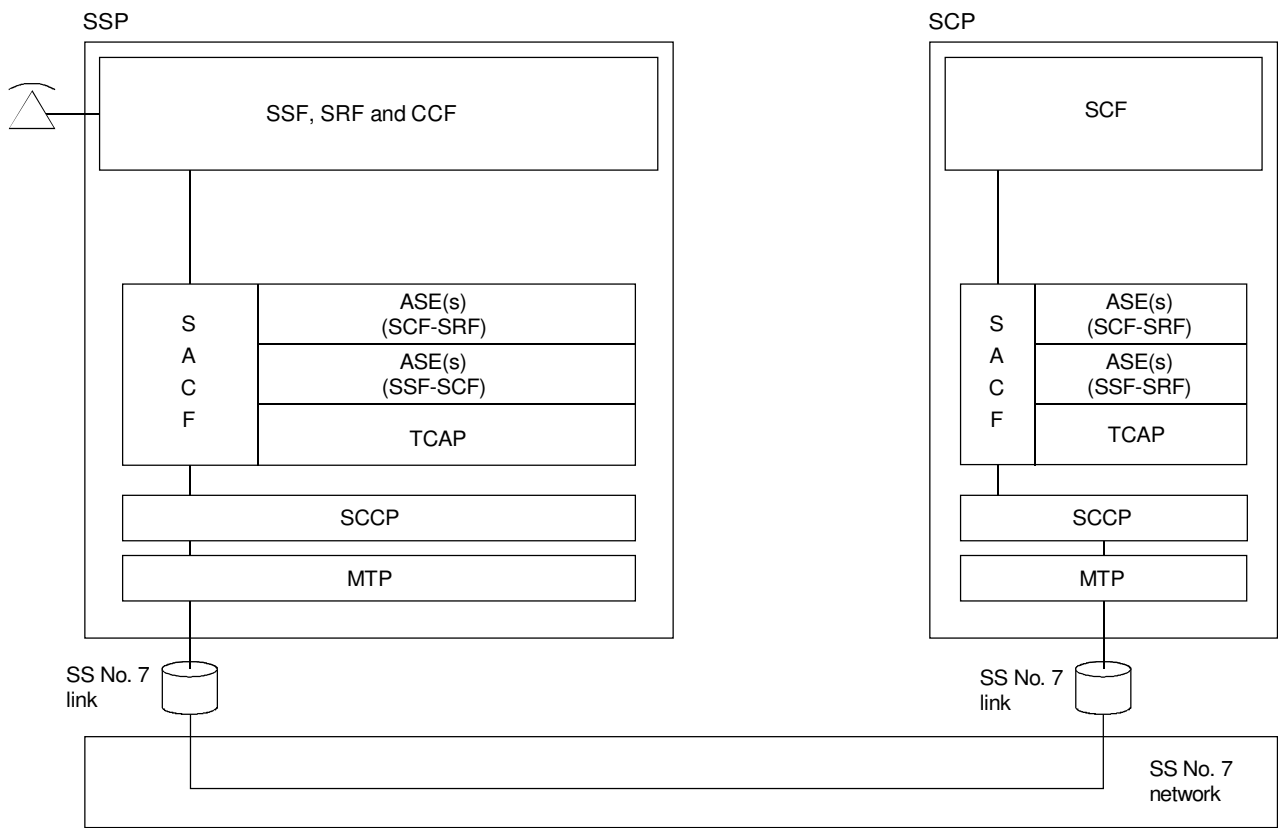 SSP
SCP
SSF, SRF and CCF
SCF
S
A
C
F
ASE(s)
(SCF-SRF)
ASE(s)
(SSF-SCF)
TCAP
S
A
C
F
ASE(s)
(SCF-SRF)
ASE(s)
(SSF-SRF)
TCAP
SCCP
SCCP
MTP
MTP
SS No. 7
link
SS No. 7
link
SS No. 7
network